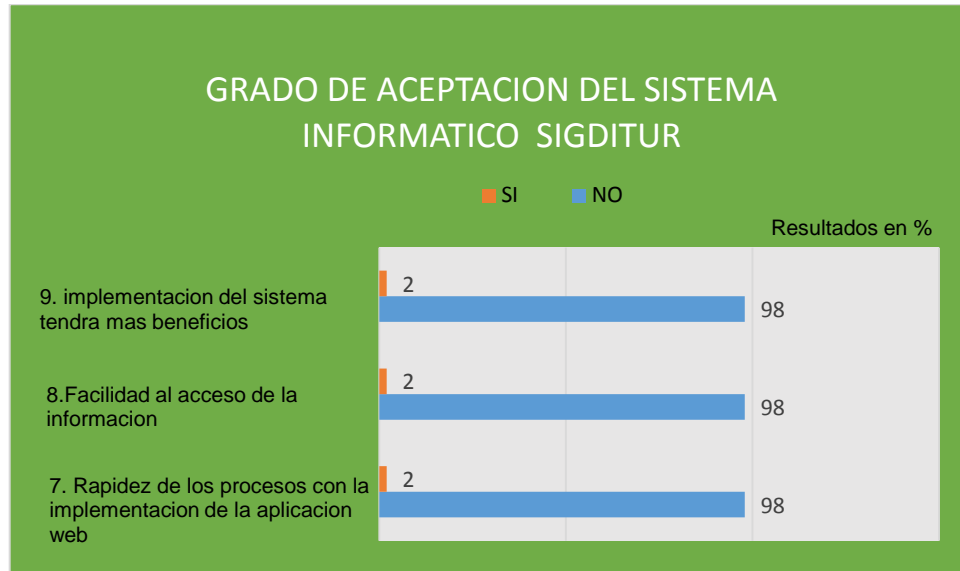 GRADO DE ACEPTACION DEL SISTEMA
INFORMATICO SIGDITUR
SI NO
Resultados en %
9. implementacion del sistema
tendra mas beneficios
2
98
8.Facilidad al acceso de la
informacion
2
98
7. Rapidez de los procesos con la
implementacion de la aplicacion
web
2
98